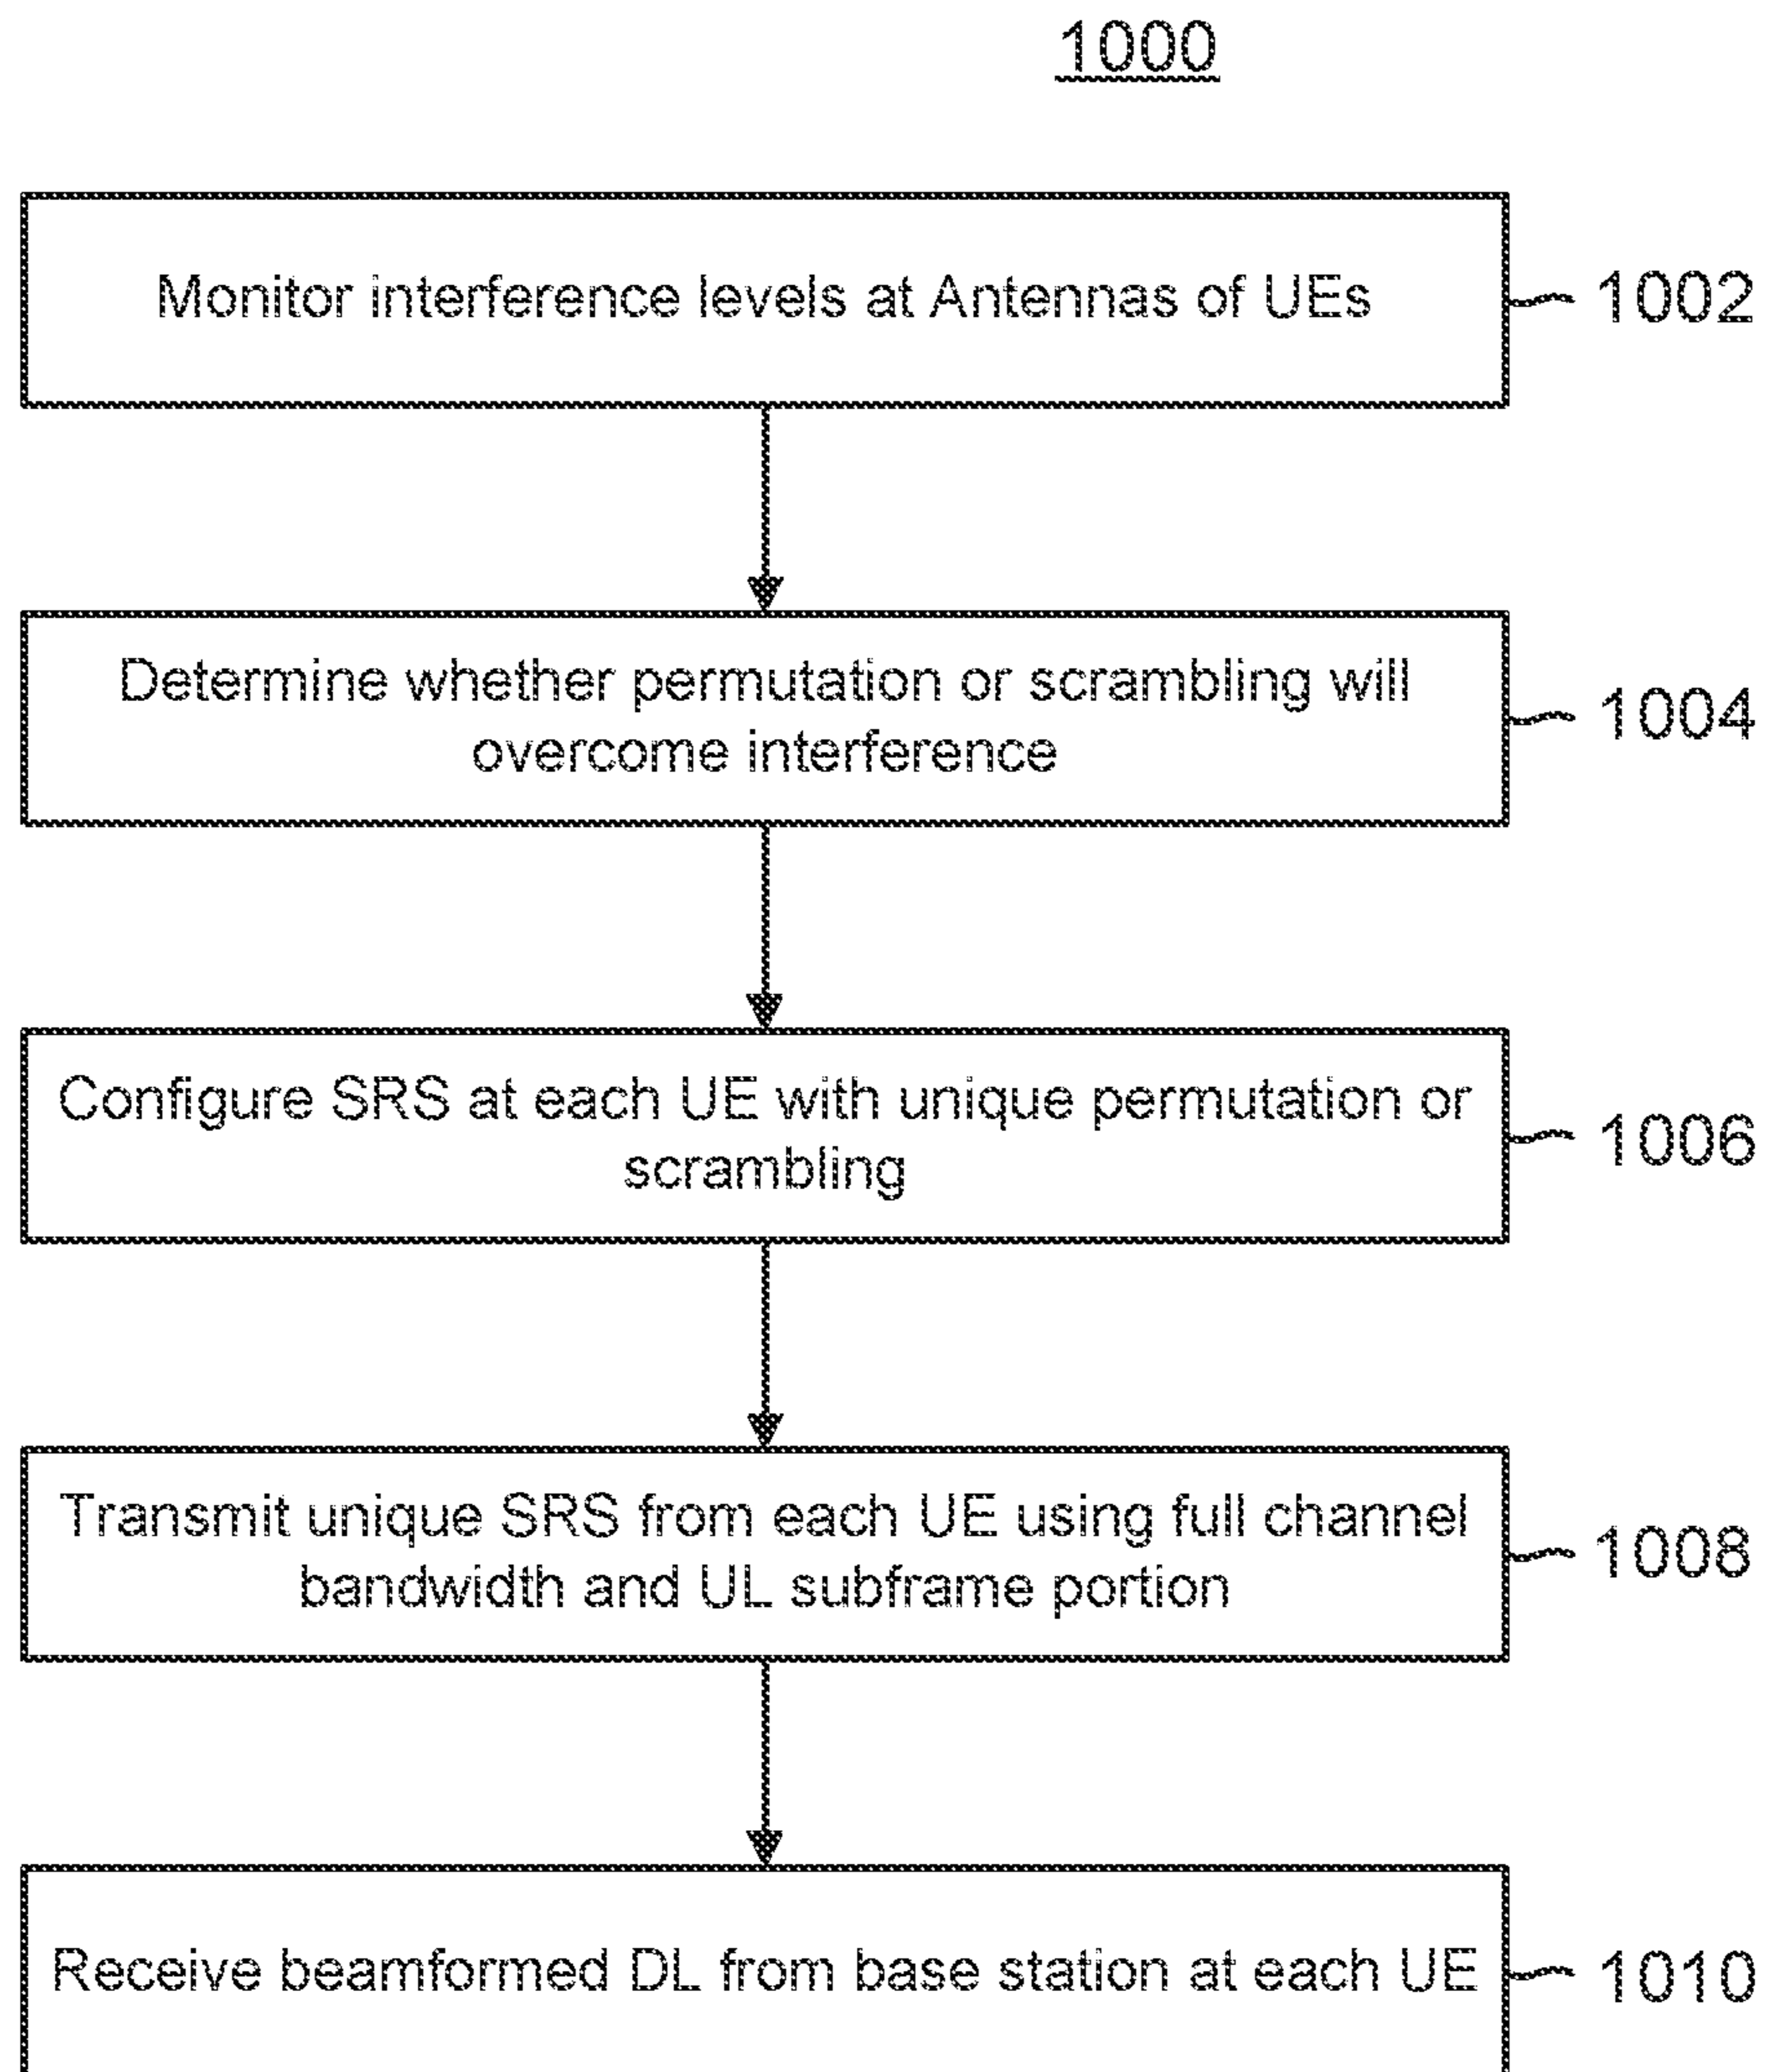 1000
Monitor interference levels at Antennas of UEs
1002
Determine whether permutation or scrambling will
overcome interference
1004
Configure SRS at each UE with unique permutation or
scrambling
1006
Transmit unique SRS from each UE using full channel
bandwidth and UL subframe portion
1008
Receive beamformed DL from base station at each UE
1010